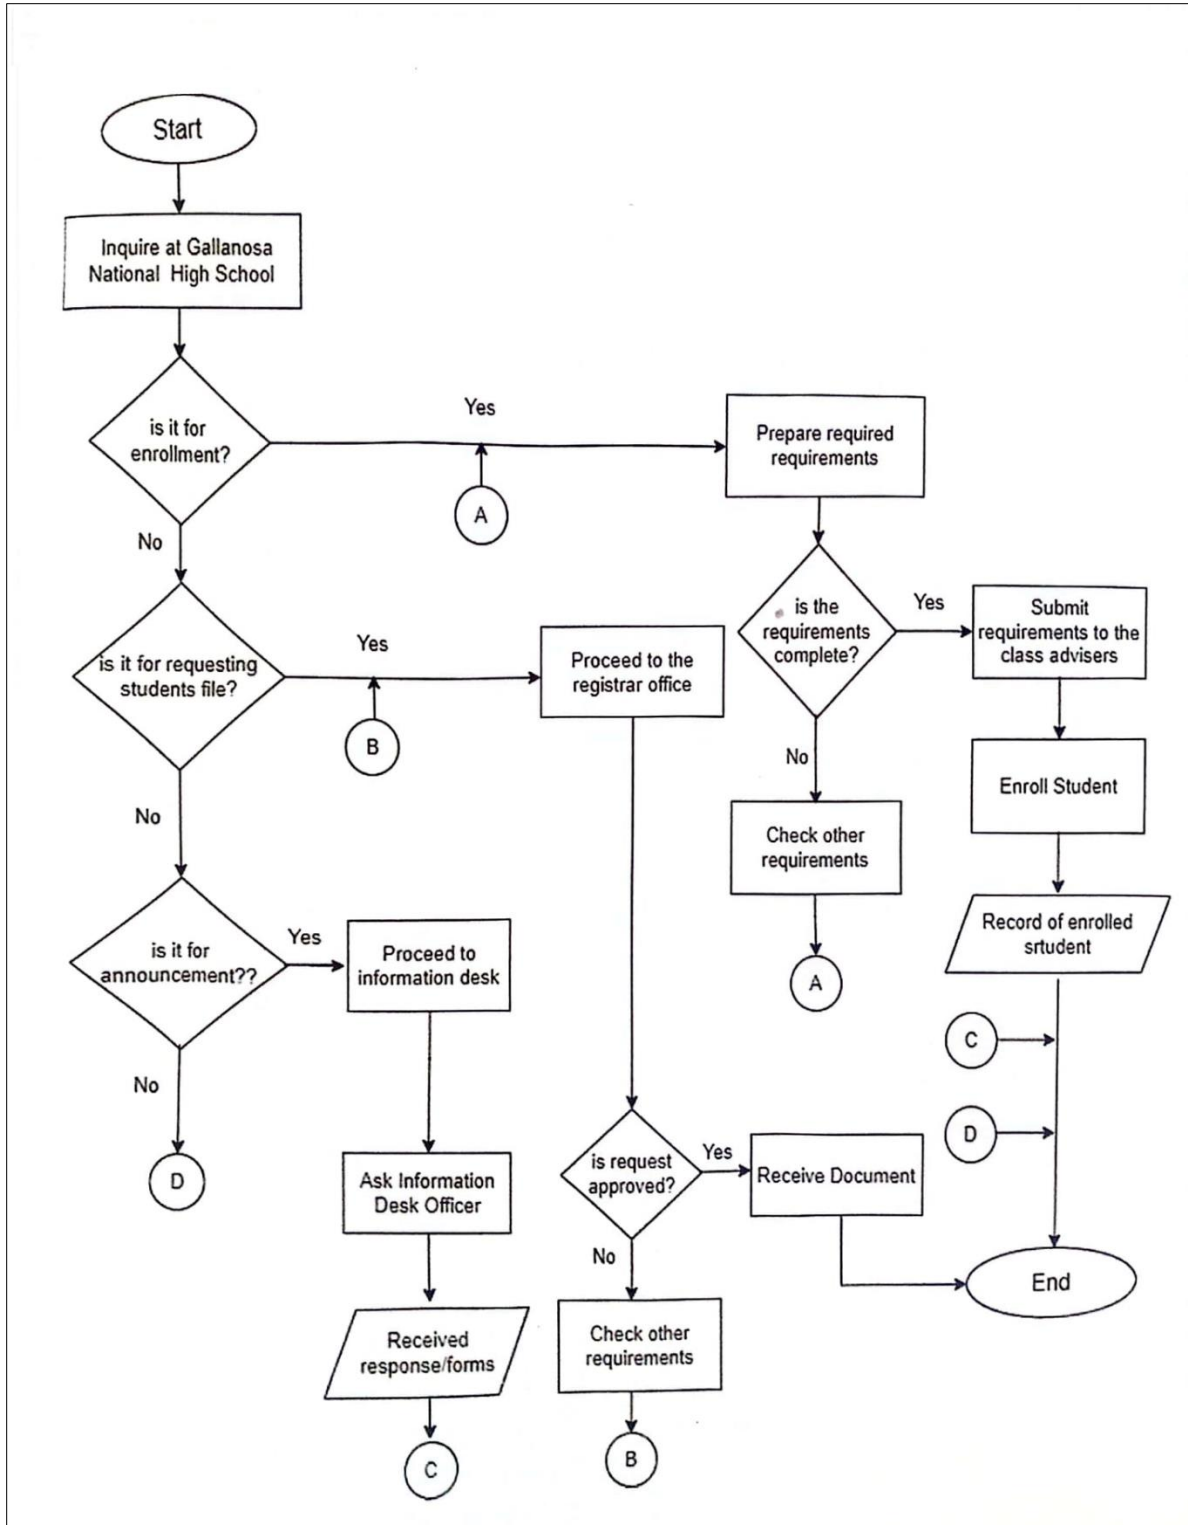 Start
Inquire at Gallanosa
National High School
is it for
enrollment?
Yes
A
Prepare required
requirements
No
is the
requirements
complete?
Yes
Submit
requirements to the
class advisers
is it for requesting
students file?
Yes
B
Proceed to the
registrar office
No
Check other
requirements
A
Enroll Student
Record of enrolled
srtudent
No
is it for
announcement??
Yes
Proceed to
information desk
C
D
No
D
Ask Information
Desk Officer
is request
approved?
Yes
Receive Document
No
End
Received
response/forms
Check other
requirements
C
B